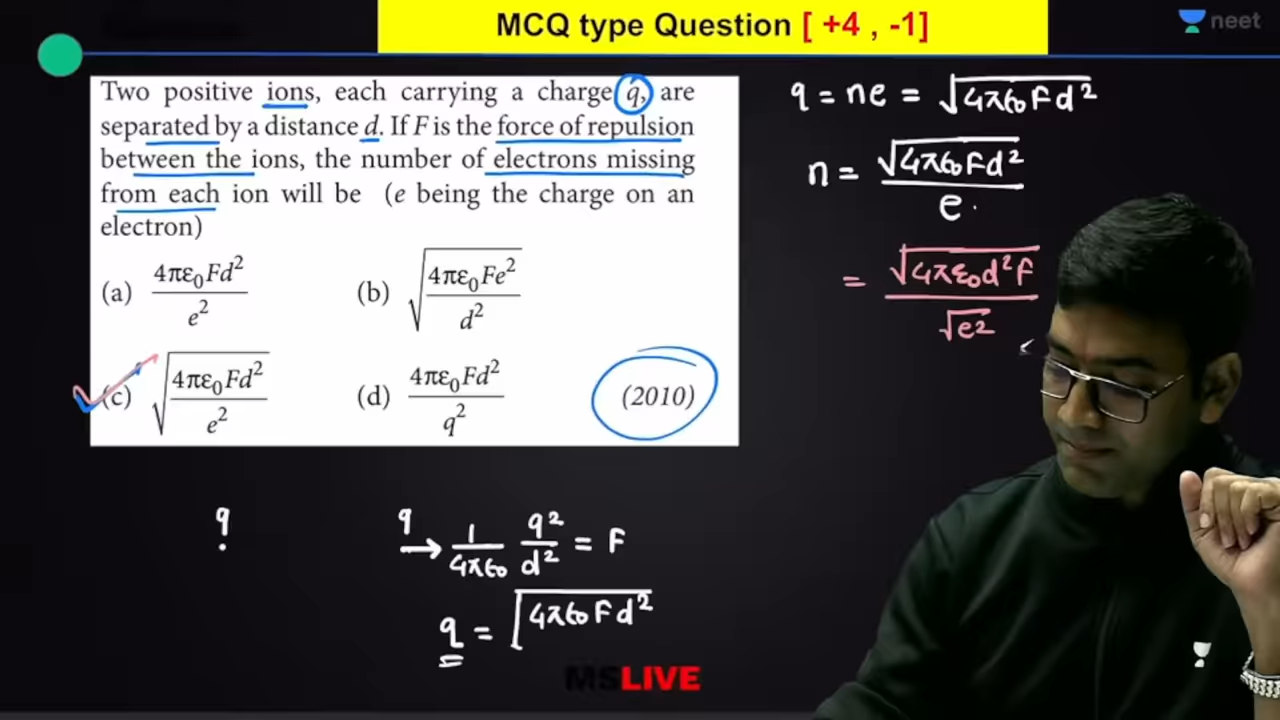 MCQ type Question [ +4 , -1]
neet
Two positive ions, each carrying a charge q, are
separated by a distance d. If F is the force of repulsion
between the ions, the number of electrons missing
from each ion will be (e being the charge on an
electron)
(a) 4πε₀Fd²/e² (b) √(4πε₀Fe²/d²)
(c) √(4πε₀Fd²/e²) (d) 4πε₀Fd²/q² (2010)
q = ne = √4πε₀Fd²
n = √4πε₀Fd² / e
= √4πε₀d²F / √e²
q q → 1/4πε₀ q²/d² = F
q = √4πε₀Fd²
MSLIVE